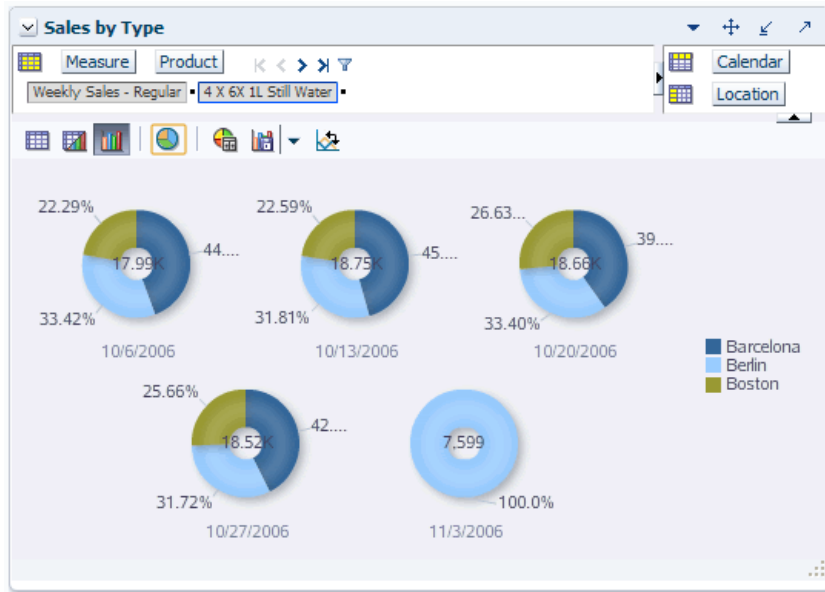 Sales by Type
Measure Product
Calendar
Weekly Sales - Regular 4 X 6X 1L Still Water
Location
22.29% 44....
17.99K
33.42%
10/6/2006
22.59% 45....
18.75K
31.81%
10/13/2006
26.63... 39....
18.66K
33.40%
10/20/2006
Barcelona
Berlin
Boston
25.66% 42....
18.52K
31.72%
10/27/2006
7,599
100.0%
11/3/2006